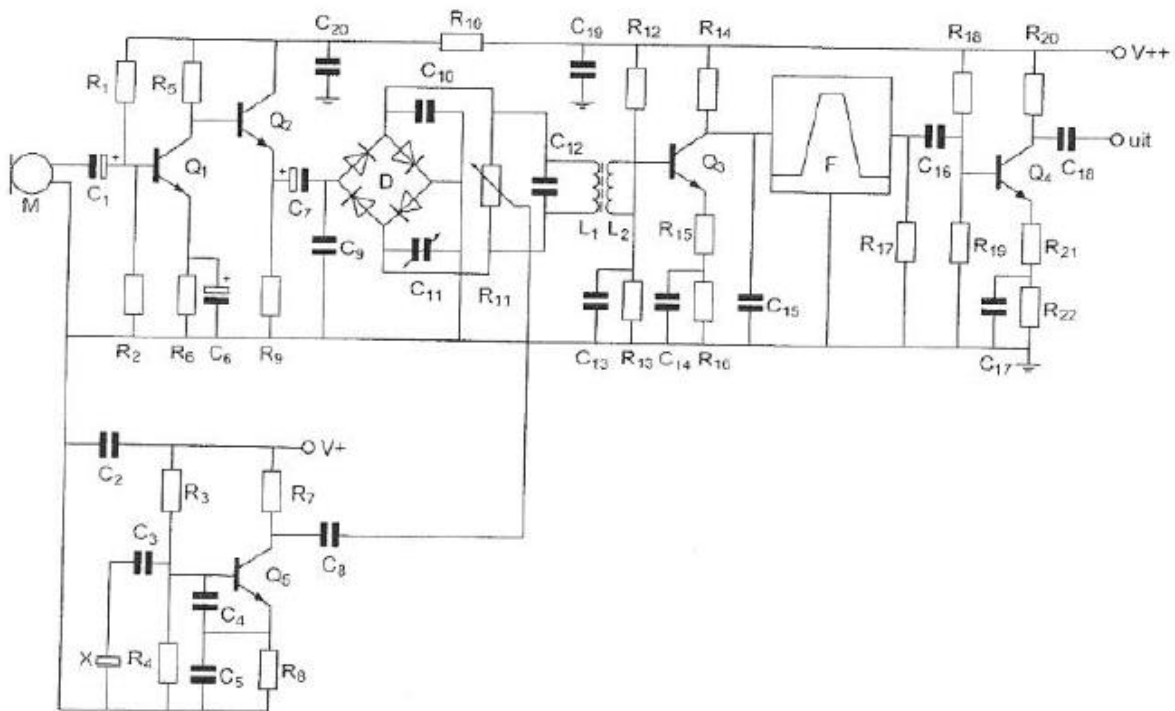 C20 R10 C19 R12 R14 R18 R20 V++
R1 R5 C10
Q2 C12 uit
Q1 D Q3 F C16 Q4 C18
M C1 C7 C9 L1 L2 R15 R17 R19 R21
C11 R11 C15 R22
R2 R6 C6 R9 C13 R13 C14 R16 C17
C2 V+
R3 R7
C3 C8
Q5
C4
X R4 C5 R8
+ + +